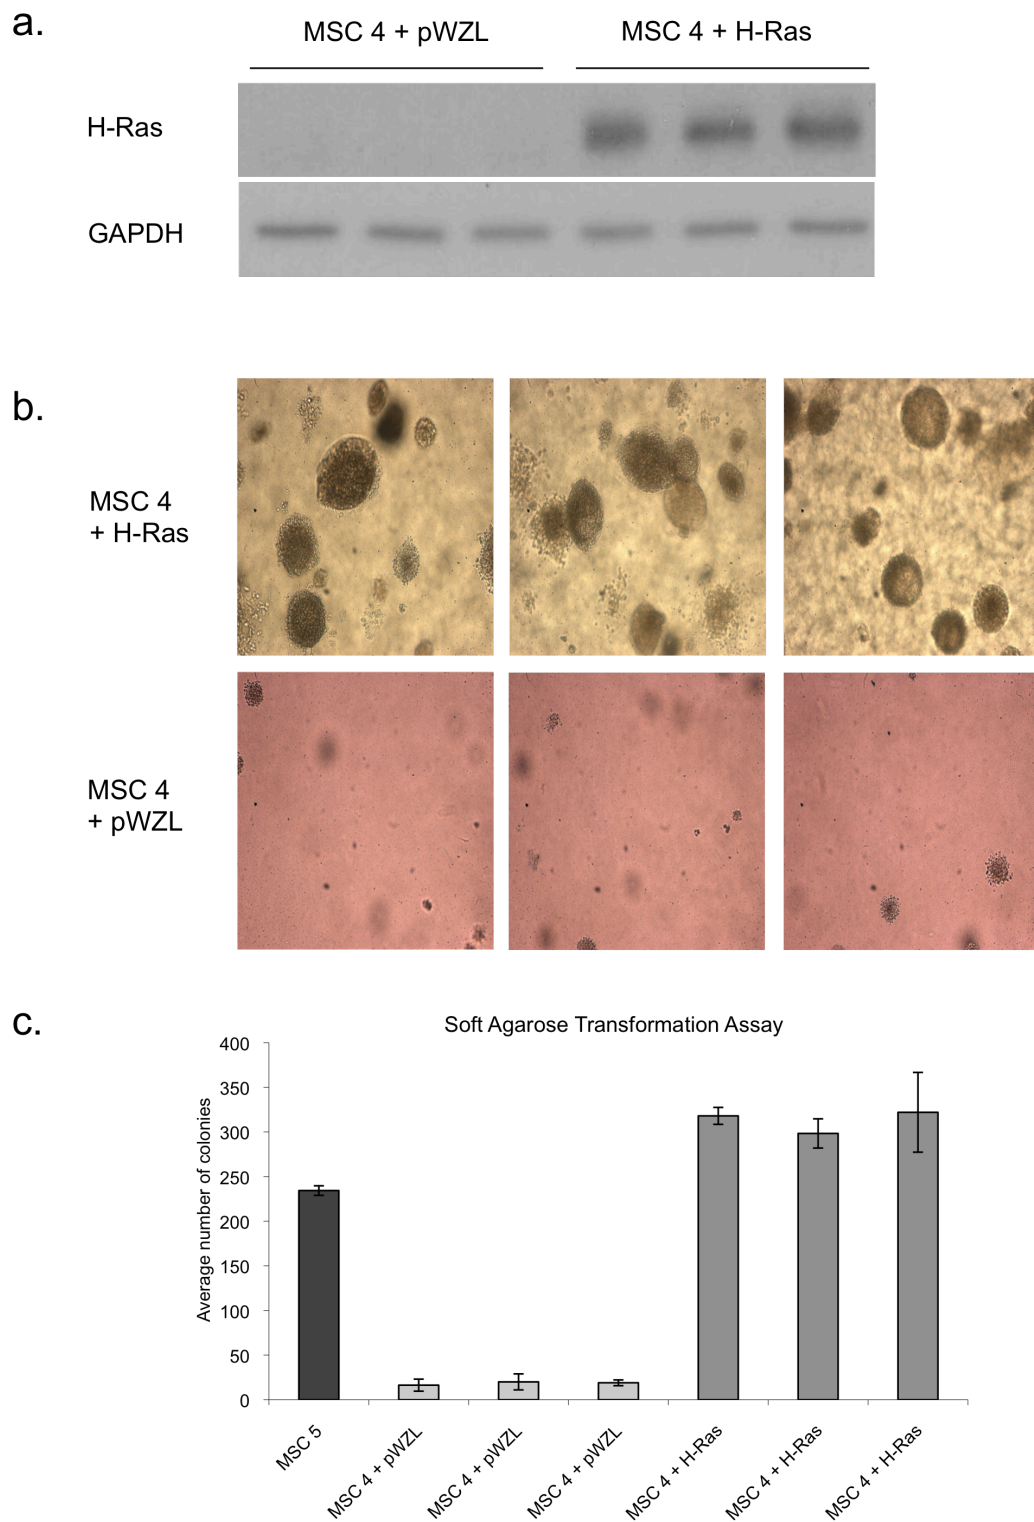 a.
MSC 4 + pWZL
MSC 4 + H-Ras
H-Ras
GAPDH
b.
MSC 4
+ H-Ras
MSC 4
+ pWZL
c.
Soft Agarose Transformation Assay
Average number of colonies
400
350
300
250
200
150
100
50
0
MSC 5
MSC 4 + pWZL
MSC 4 + pWZL
MSC 4 + pWZL
MSC 4 + H-Ras
MSC 4 + H-Ras
MSC 4 + H-Ras